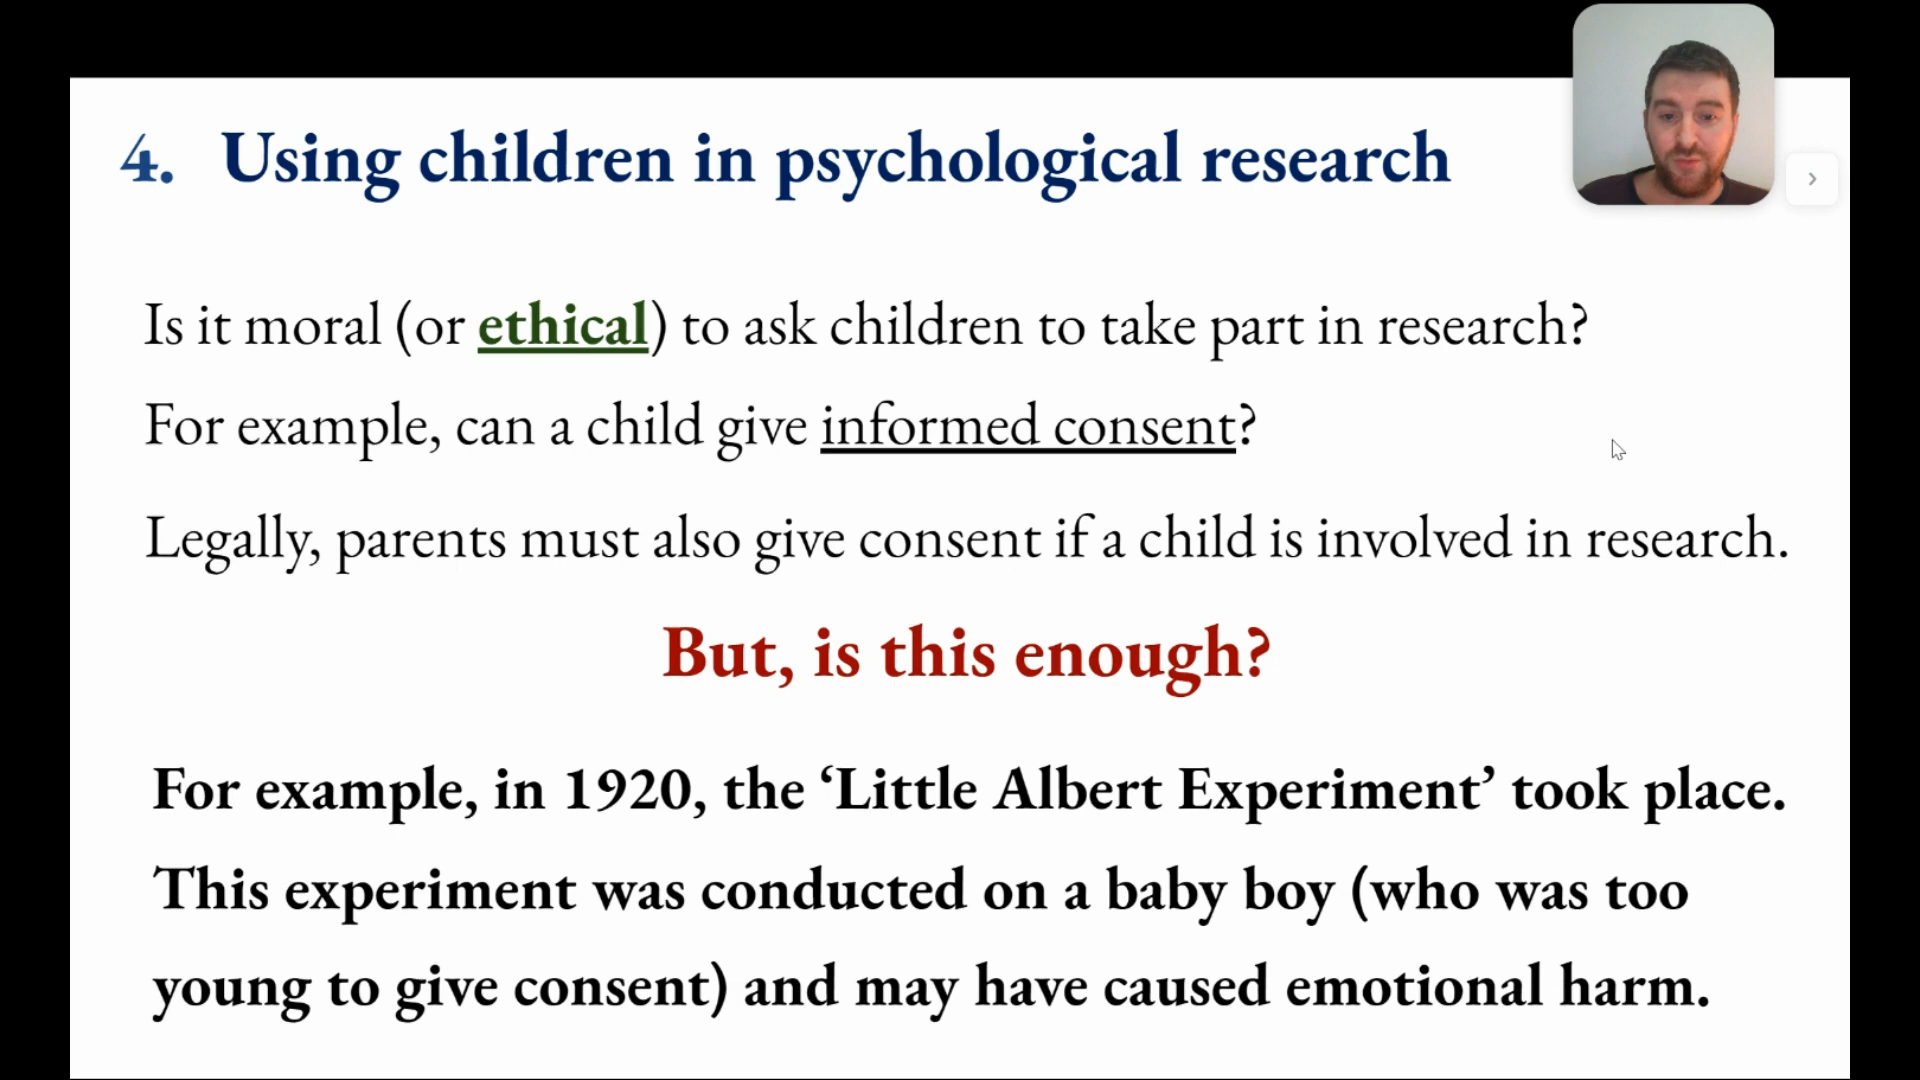 4. Using children in psychological research
Is it moral (or ethical) to ask children to take part in research?
For example, can a child give informed consent?
Legally, parents must also give consent if a child is involved in research.
But, is this enough?
For example, in 1920, the ‘Little Albert Experiment’ took place.
This experiment was conducted on a baby boy (who was too
young to give consent) and may have caused emotional harm.